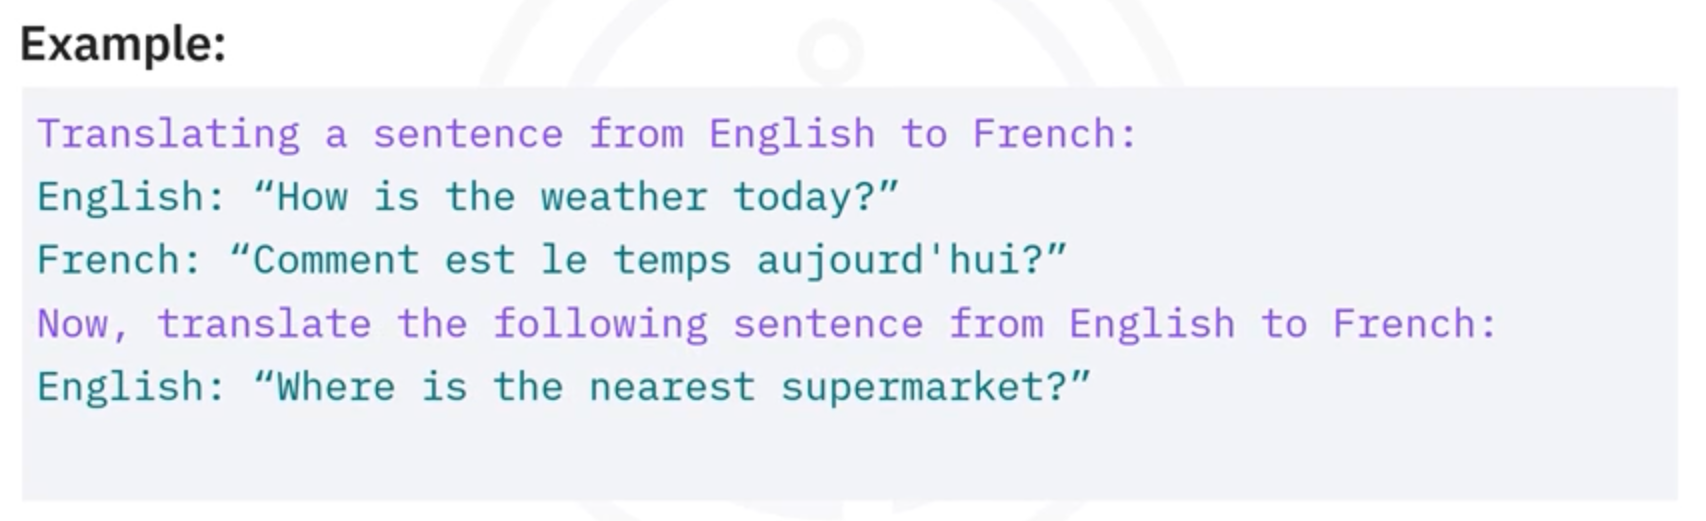 Example:
Translating a sentence from English to French:
English: “How is the weather today?”
French: “Comment est le temps aujourd'hui?”
Now, translate the following sentence from English to French:
English: “Where is the nearest supermarket?”